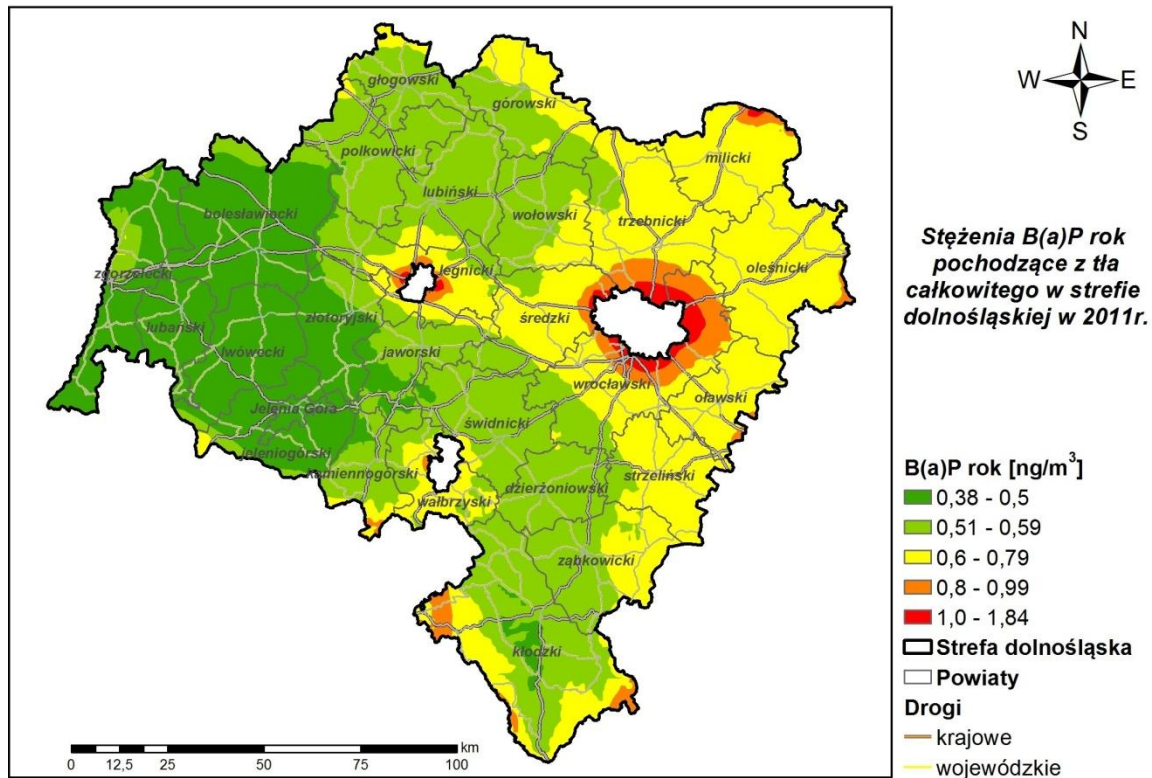 głogowski
górowski
milicki
polkowicki
lubiński
wołowski
trzebnicki
bolesławiecki
oleśnicki
zgorzelecki
legnicki
złotoryjski
średzki
lubański
lwówecki
jaworski
wrocławski
oławski
Jelenia Góra
świdnicki
jeleniogórski
kamiennogórski
wałbrzyski
dzierżoniowski
strzeliński
ząbkowicki
kłodzki
0 12,5 25 50 75 100 km
N
W E
S
Stężenia B(a)P rok
pochodzące z tła
całkowitego w strefie
dolnośląskiej w 2011r.
B(a)P rok [ng/m³]
0,38 - 0,5
0,51 - 0,59
0,6 - 0,79
0,8 - 0,99
1,0 - 1,84
Strefa dolnośląska
Powiaty
Drogi
krajowe
wojewódzkie